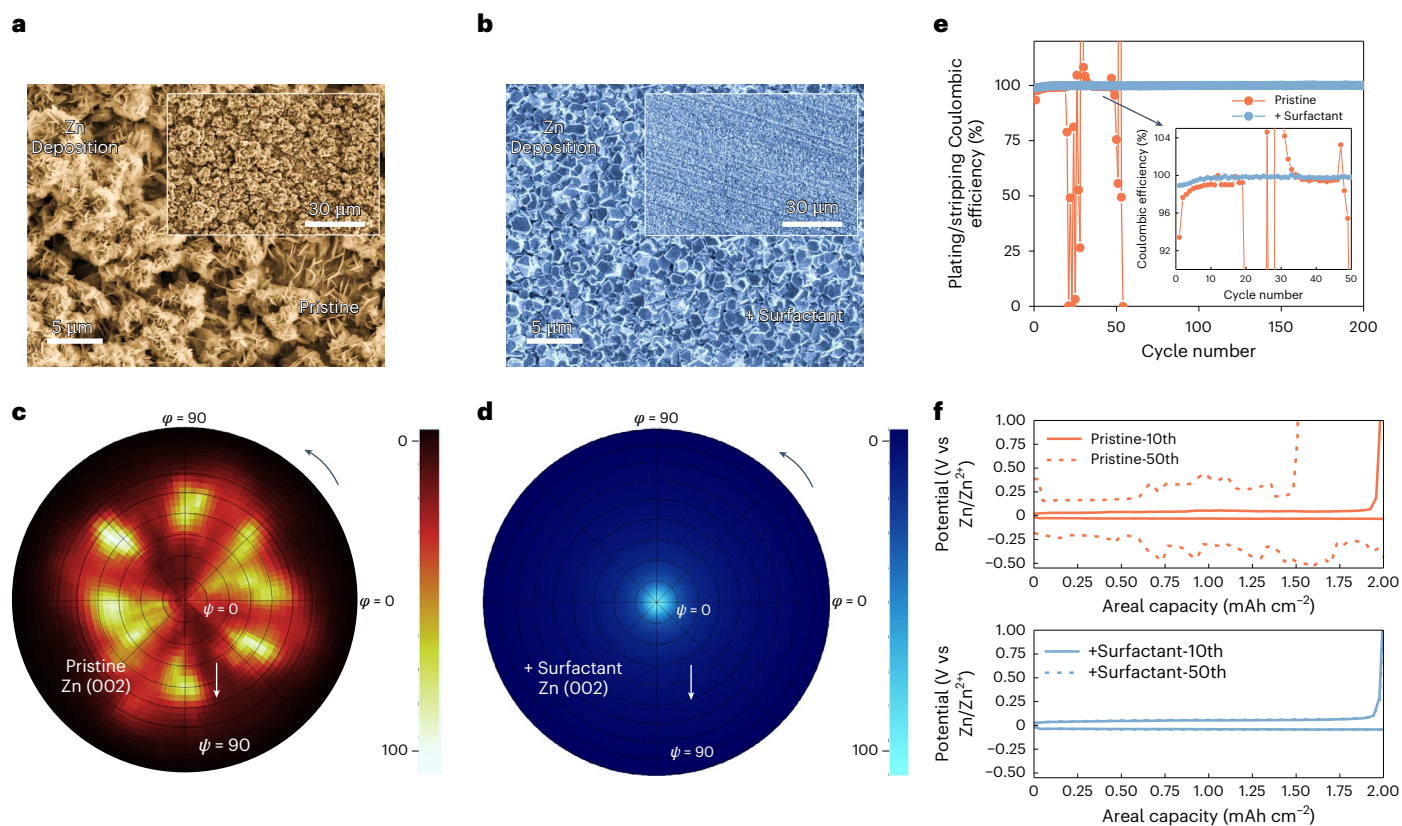 a
Zn
Deposition
30 μm
Pristine
5 μm
b
Zn
Deposition
30 μm
+ Surfactant
5 μm
c
φ = 90
φ = 0
ψ = 0
Pristine
Zn (002)
ψ = 90
0
100
d
φ = 90
φ = 0
ψ = 0
+ Surfactant
Zn (002)
ψ = 90
0
100
e
Plating/stripping Coulombic
efficiency (%)
100
75
50
25
0
0
50
100
150
200
Cycle number
Pristine
+ Surfactant
Coulombic efficiency (%)
104
100
96
92
0
10
20
30
40
50
Cycle number
f
Potential (V vs
Zn/Zn²⁺)
1.00
0.75
0.50
0.25
0
−0.25
−0.50
Pristine-10th
Pristine-50th
0
0.25
0.50
0.75
1.00
1.25
1.50
1.75
2.00
Areal capacity (mAh cm⁻²)
Potential (V vs
Zn/Zn²⁺)
1.00
0.75
0.50
0.25
0
−0.25
−0.50
+Surfactant-10th
+Surfactant-50th
0
0.25
0.50
0.75
1.00
1.25
1.50
1.75
2.00
Areal capacity (mAh cm⁻²)